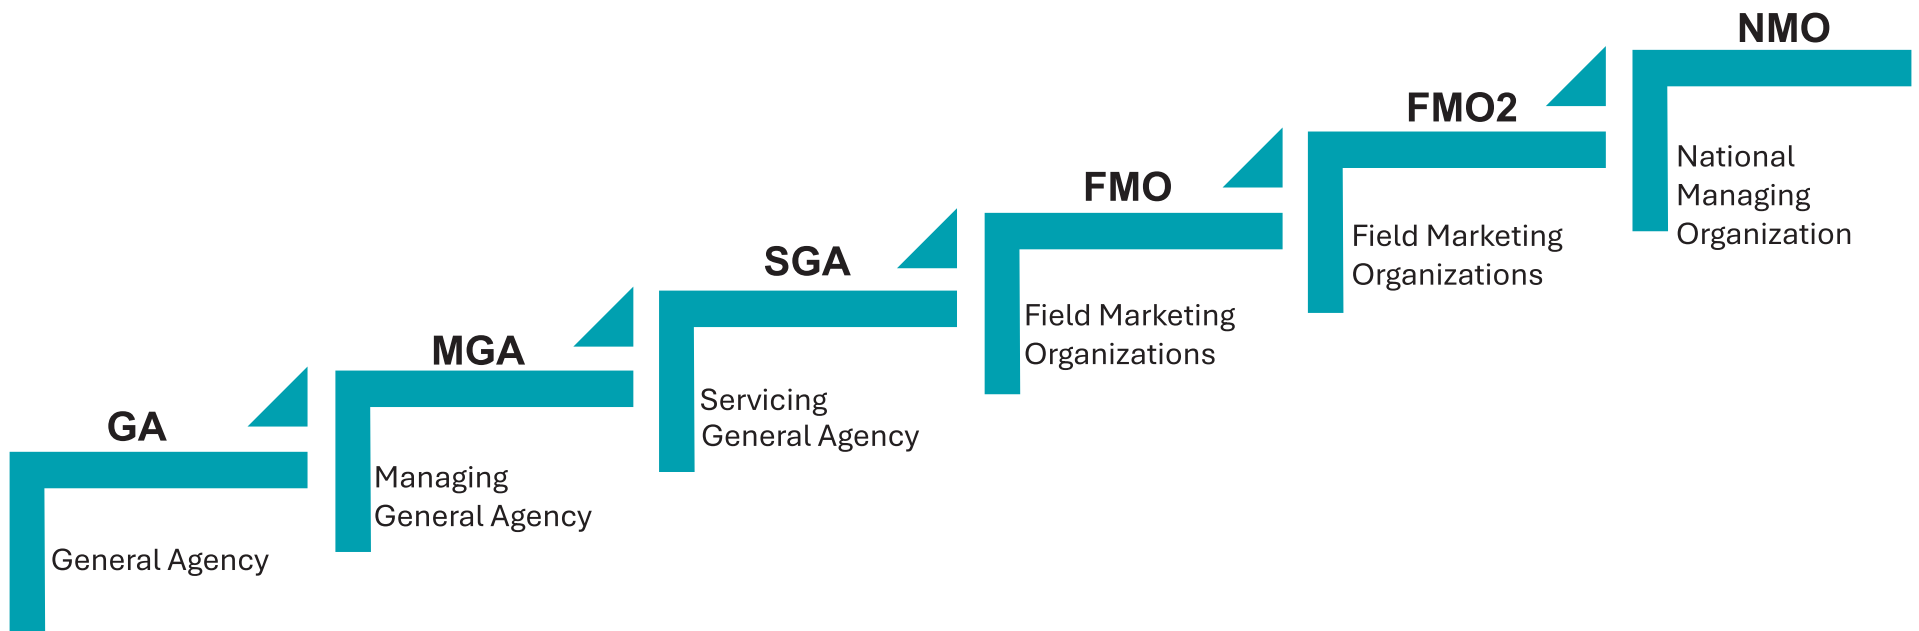 GA
General Agency
MGA
Managing
General Agency
SGA
Servicing
General Agency
FMO
Field Marketing
Organizations
FMO2
Field Marketing
Organizations
NMO
National
Managing
Organization